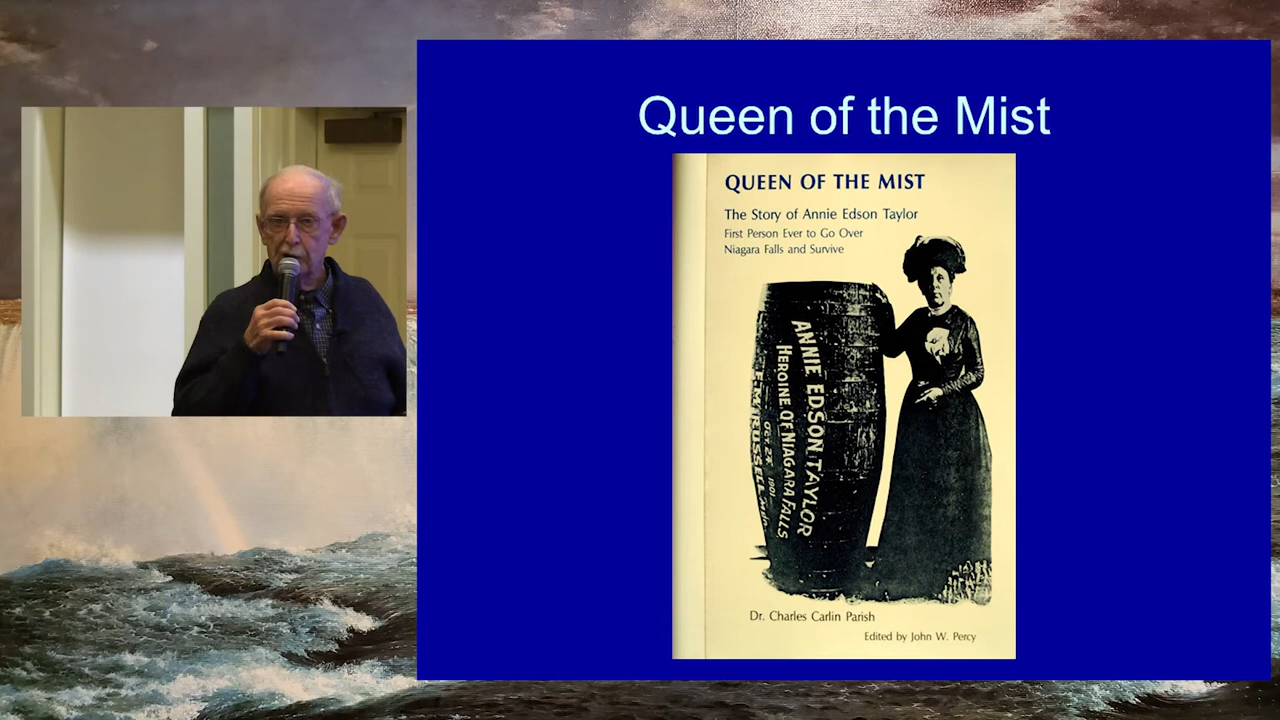 Queen of the Mist
QUEEN OF THE MIST
The Story of Annie Edson Taylor
First Person Ever to Go Over
Niagara Falls and Survive
ANNIE EDSON TAYLOR
HEROINE OF NIAGARA FALLS
OCT. 24 1901
RUSSELL
Dr. Charles Carlin Parish
Edited by John W. Percy